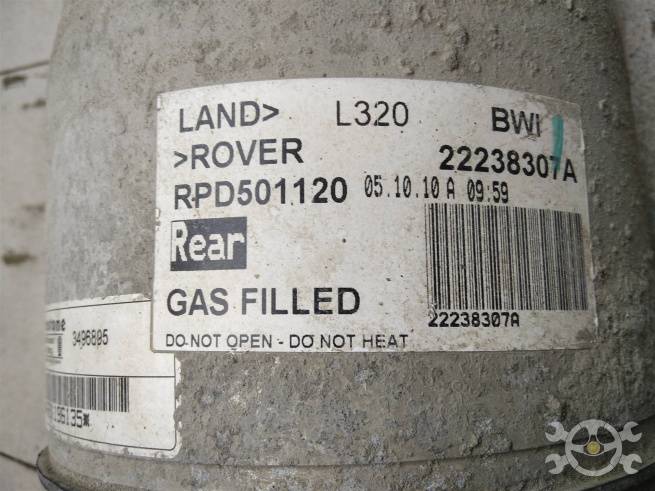 LAND> L320 BWI
>ROVER 22238307A
RPD501120 05.10.10 A 09:59
Rear
GAS FILLED
22238307A
DO NOT OPEN - DO NOT HEAT
3496805